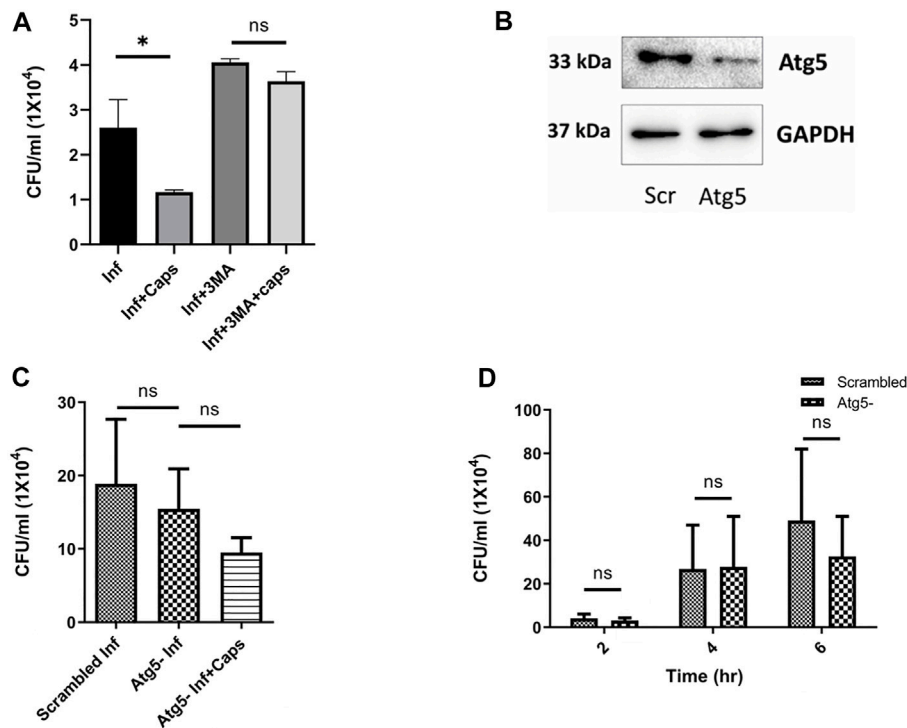 A
CFU/ml (1X10⁴)
5
4
3
2
1
0
*
ns
Inf
Inf+Caps
Inf+3MA
Inf+3MA+caps
B
33 kDa
Atg5
37 kDa
GAPDH
Scr Atg5
C
CFU/ml (1X10⁴)
30
20
10
0
ns
ns
Scrambled Inf
Atg5- Inf
Atg5- Inf+Caps
D
Scrambled
Atg5-
CFU/ml (1X10⁴)
100
80
60
40
20
0
ns
ns
ns
2
4
6
Time (hr)